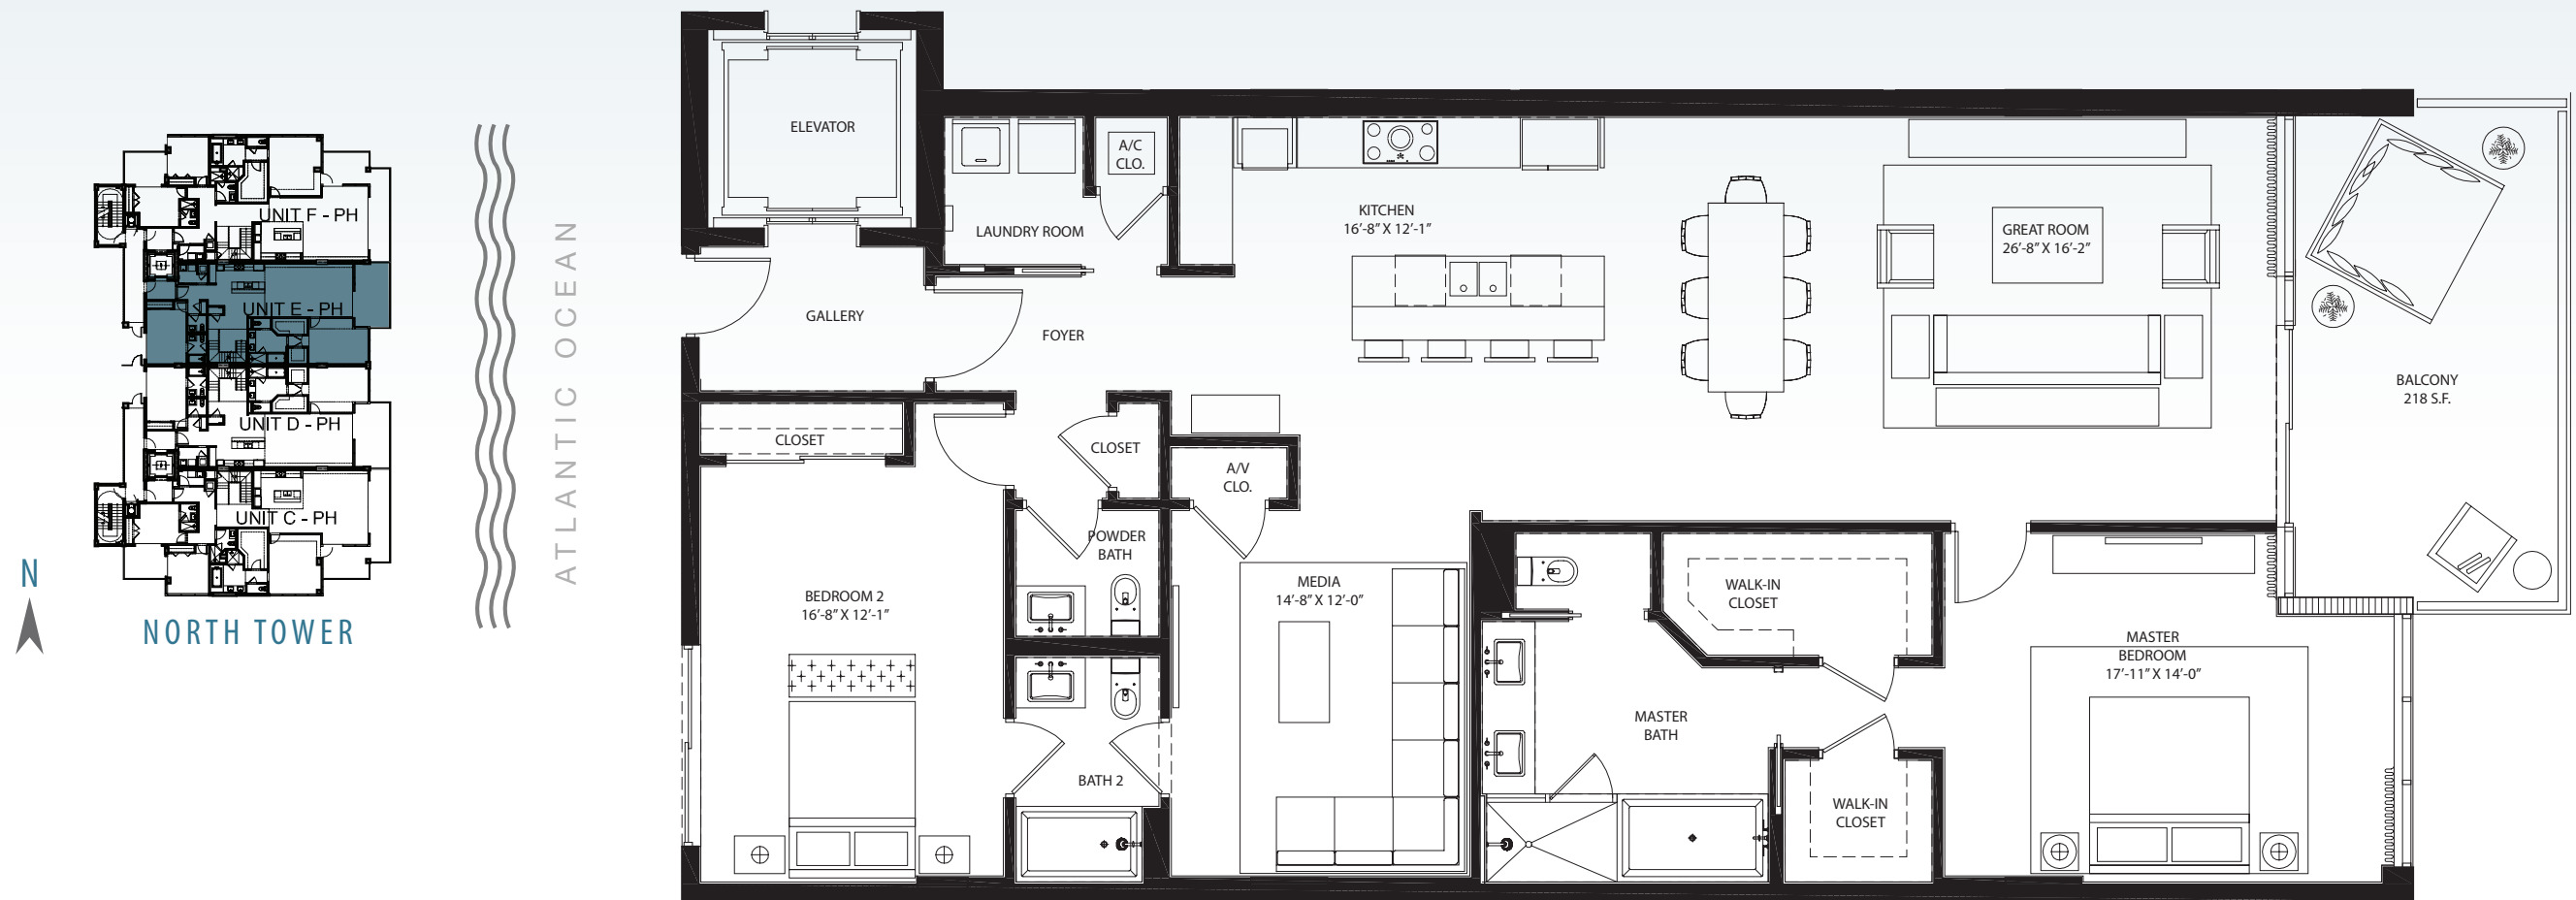 UNIT F - PH
UNIT E - PH
UNIT D - PH
UNIT C - PH
N
NORTH TOWER
ATLANTIC OCEAN
ELEVATOR
A/C
CLO.
LAUNDRY ROOM
KITCHEN
16'-8" X 12'-1"
GREAT ROOM
26'-8" X 16'-2"
GALLERY
FOYER
BALCONY
218 S.F.
CLOSET
CLOSET
A/V
CLO.
POWDER
BATH
BEDROOM 2
16'-8" X 12'-1"
MEDIA
14'-8" X 12'-0"
WALK-IN
CLOSET
MASTER
BEDROOM
17'-11" X 14'-0"
MASTER
BATH
BATH 2
WALK-IN
CLOSET